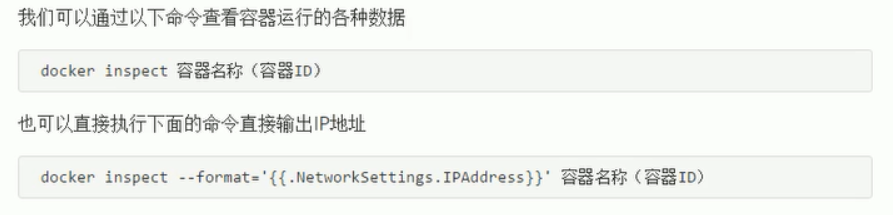 我们可以通过以下命令查看容器运行的各种数据
docker inspect 容器名称（容器ID）
也可以直接执行下面的命令直接输出IP地址
docker inspect --format='{{.NetworkSettings.IPAddress}}' 容器名称（容器ID）